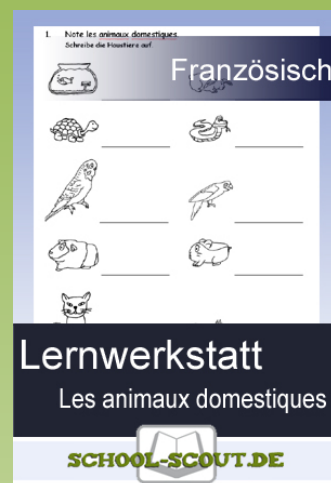 1. Note les animaux domestiques.
Schreibe die Haustiere auf.
Französisch
Lernwerkstatt
Les animaux domestiques
SCHOOL-SCOUT.DE